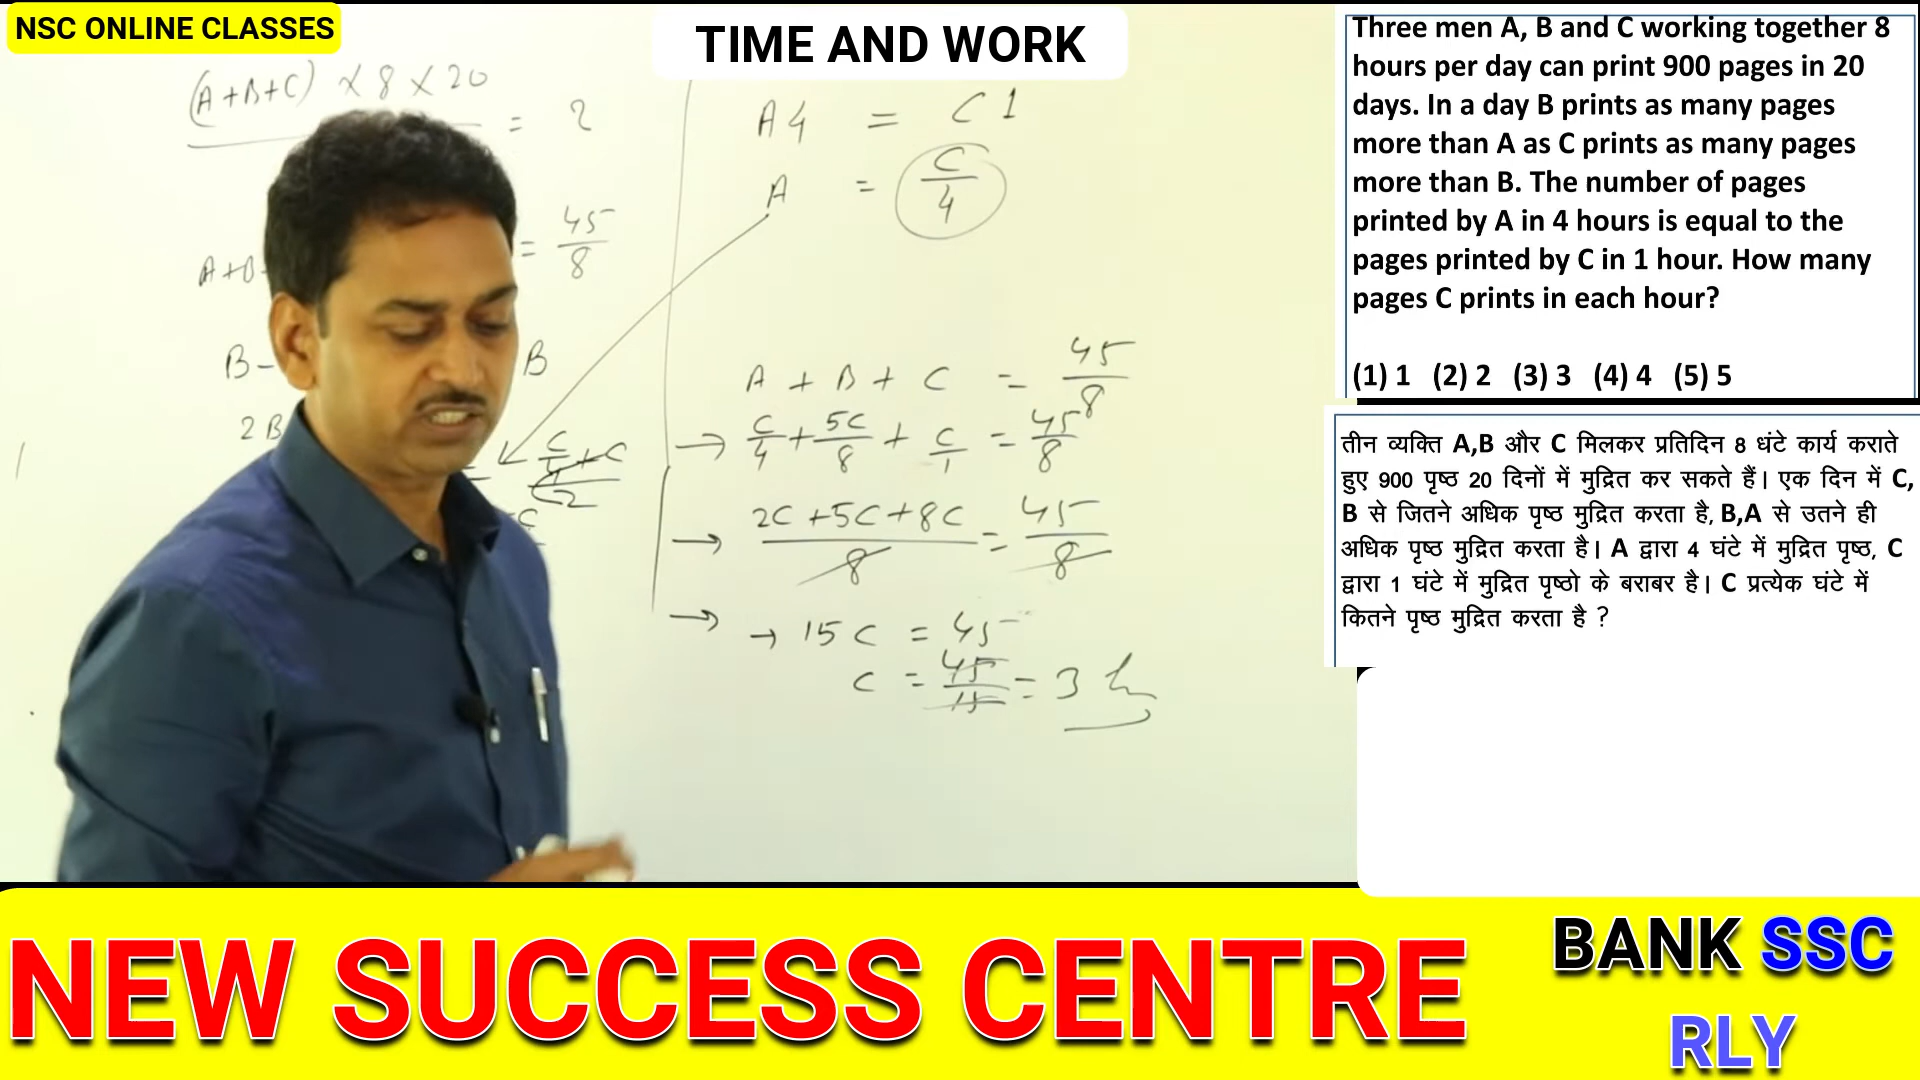 NSC ONLINE CLASSES
TIME AND WORK
(A+B+C) × 8 × 20
= 2
= 45/8
B-
B
2B
A4 = C1
A = C/4
A + B + C = 45/8
→ C/4 + 5C/8 + C/1 = 45/8
→ 2C+5C+8C/8 = 45/8
→ → 15C = 45
C = 45/15 = 3
Three men A, B and C working together 8
hours per day can print 900 pages in 20
days. In a day B prints as many pages
more than A as C prints as many pages
more than B. The number of pages
printed by A in 4 hours is equal to the
pages printed by C in 1 hour. How many
pages C prints in each hour?
(1) 1 (2) 2 (3) 3 (4) 4 (5) 5
तीन व्यक्ति A,B और C मिलकर प्रतिदिन 8 धंटे कार्य कराते
हुए 900 पृष्ठ 20 दिनों में मुद्रित कर सकते हैं। एक दिन में C,
B से जितने अधिक पृष्ठ मुद्रित करता है, B,A से उतने ही
अधिक पृष्ठ मुद्रित करता है। A द्वारा 4 घंटे में मुद्रित पृष्ठ, C
द्वारा 1 घंटे में मुद्रित पृष्ठो के बराबर है। C प्रत्येक घंटे में
कितने पृष्ठ मुद्रित करता है ?
NEW SUCCESS CENTRE
BANK SSC
RLY